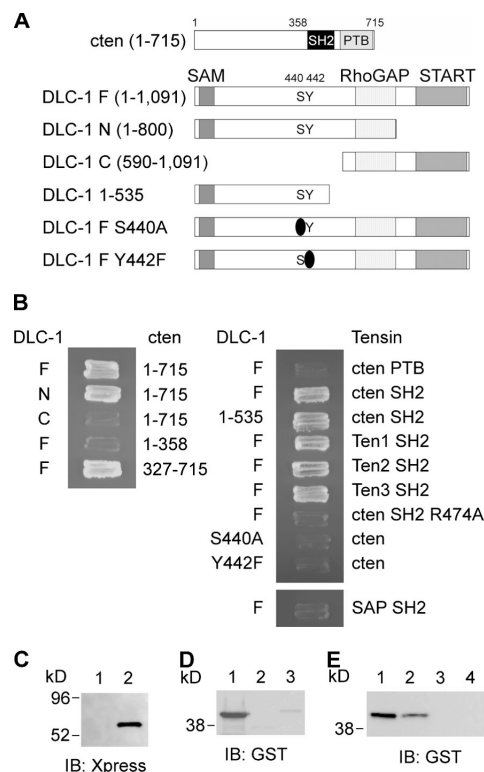 A
1 358 715
cten (1-715) SH2 PTB
SAM 440 442 RhoGAP START
DLC-1 F (1-1,091) SY
DLC-1 N (1-800) SY
DLC-1 C (590-1,091)
DLC-1 1-535 SY
DLC-1 F S440A Y
DLC-1 F Y442F S
B
DLC-1 cten
F 1-715
N 1-715
C 1-715
F 1-358
F 327-715
DLC-1 Tensin
F cten PTB
F cten SH2
1-535 cten SH2
F Ten1 SH2
F Ten2 SH2
F Ten3 SH2
F cten SH2 R474A
S440A cten
Y442F cten
F SAP SH2
C
kD 1 2
96
52
IB: Xpress
D
kD 1 2 3
38
IB: GST
E
kD 1 2 3 4
38
IB: GST